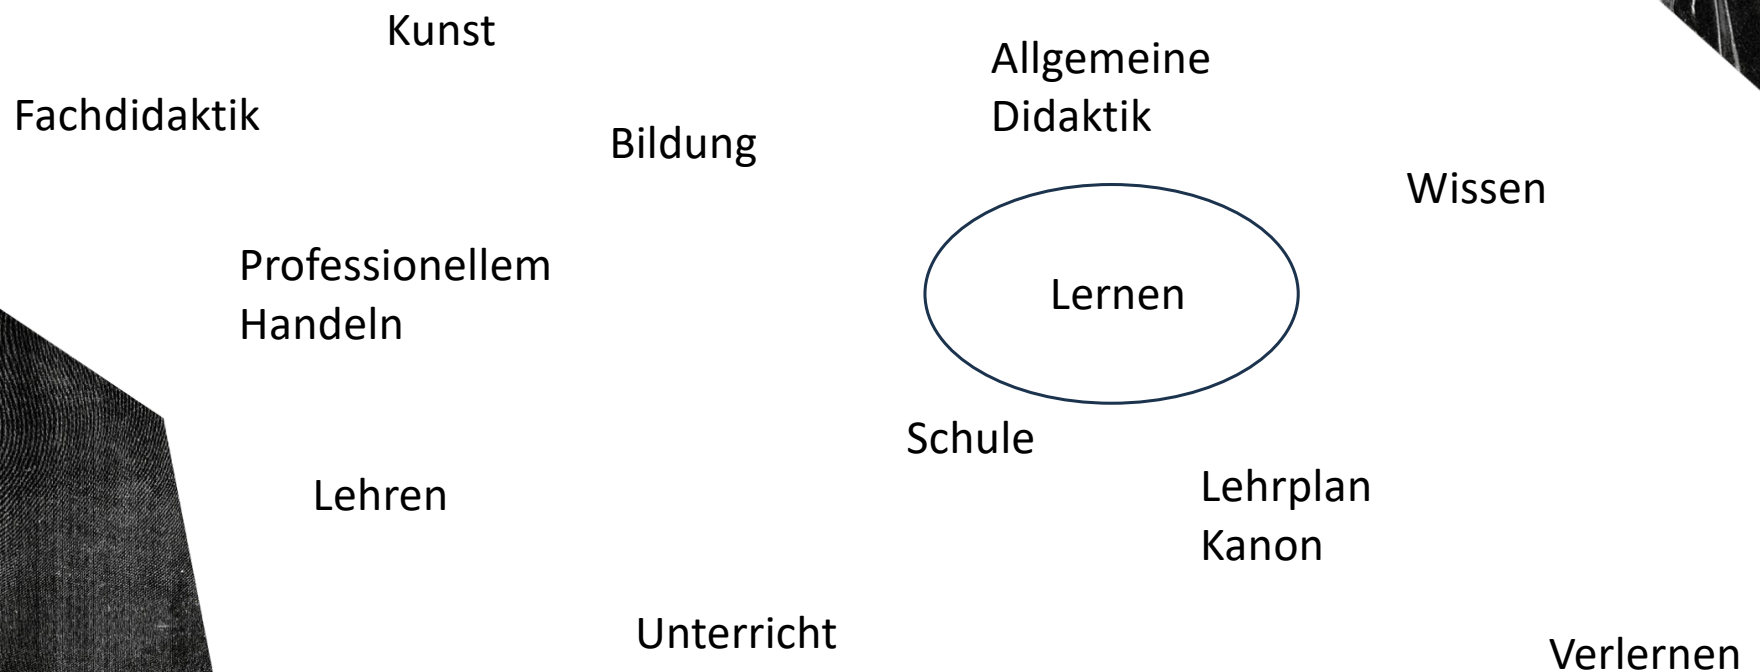 Kunst
Allgemeine
Didaktik
Fachdidaktik
Bildung
Wissen
Professionellem
Handeln
Lernen
Schule
Lehrplan
Kanon
Lehren
Unterricht
Verlernen